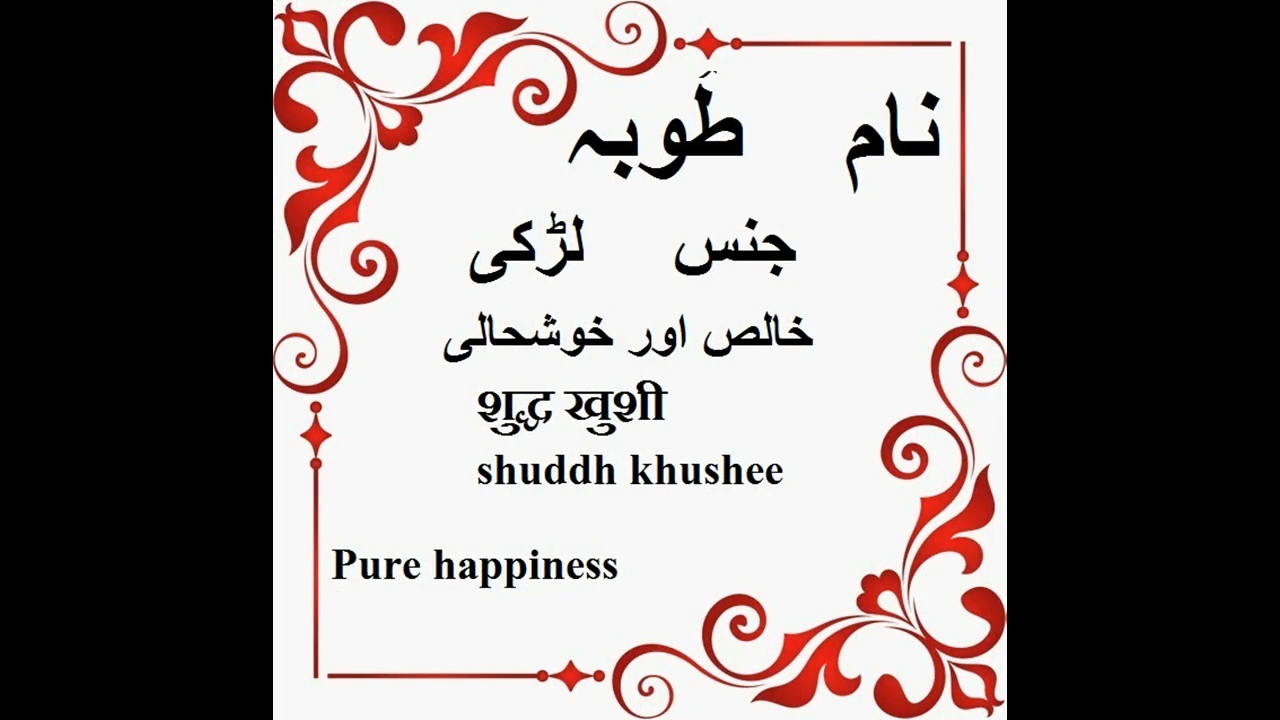 نام طَوبہ
جنس لڑکی
خالص اور خوشحالی
शुद्ध खुशी
shuddh khushee
Pure happiness